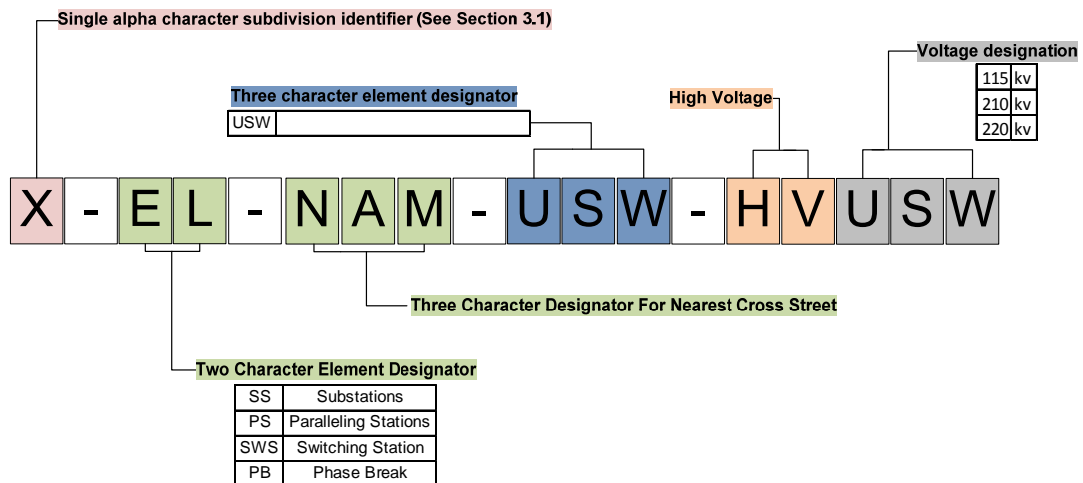 Single alpha character subdivision identifier (See Section 3.1)
Voltage designation
115 kv
210 kv
220 kv
Three character element designator
USW
High Voltage
X - E L - N A M - U S W - H V U S W
Three Character Designator For Nearest Cross Street
Two Character Element Designator
SS Substations
PS Paralleling Stations
SWS Switching Station
PB Phase Break